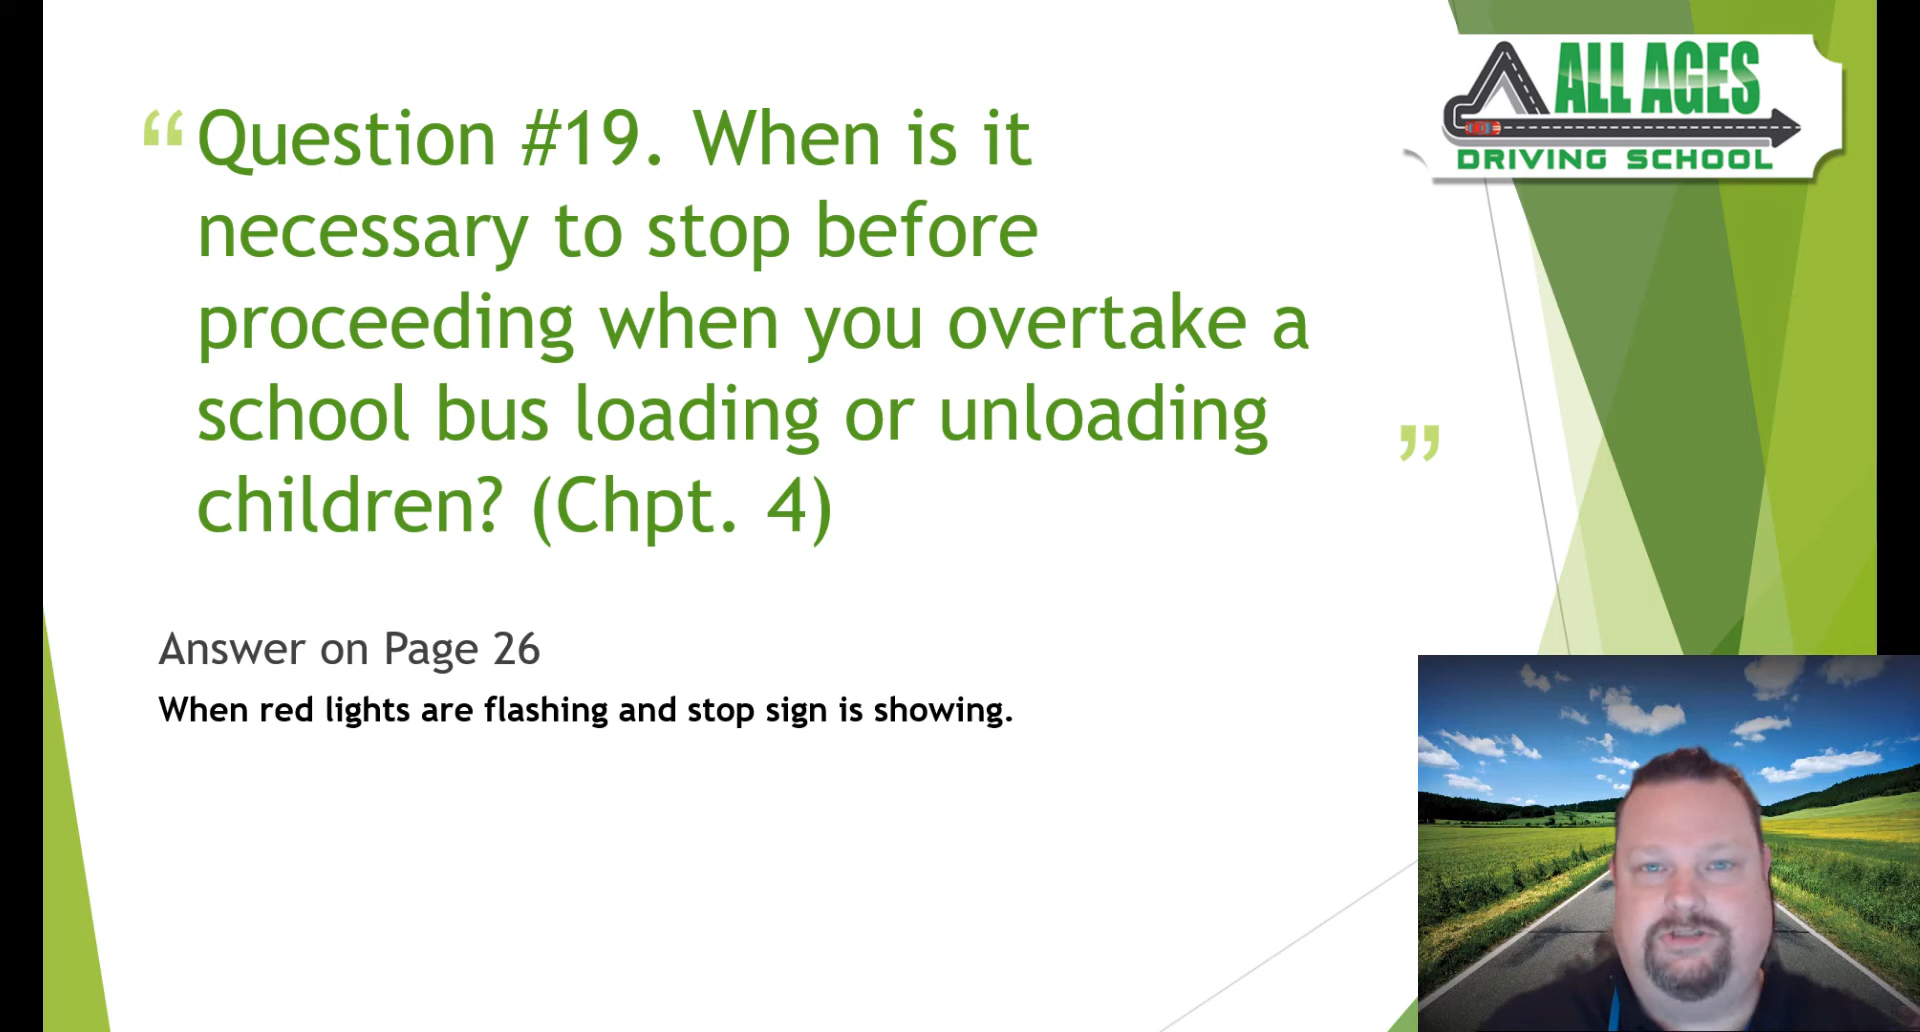 ALL AGES
DRIVING SCHOOL
“Question #19. When is it
necessary to stop before
proceeding when you overtake a
school bus loading or unloading
children? (Chpt. 4)”
Answer on Page 26
When red lights are flashing and stop sign is showing.